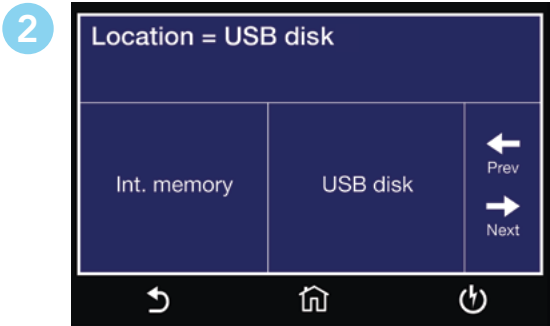 2
Location = USB disk
Int. memory
USB disk
Prev
Next